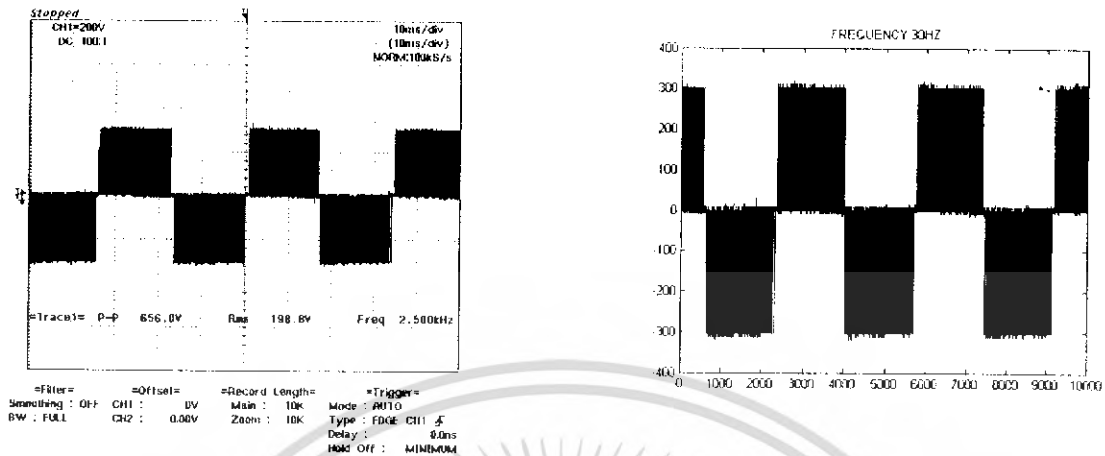 Stopped
CH1=200V
DC 100:1
10ms/div
(10ms/div)
NORM:100kS/s
=Trace1= P-P 656.0V Rms 198.8V Freq 2.500kHz
=Filter= =Offset= =Record Length= =Trigger=
Smoothing : OFF CH1 : 0V Main : 10K Mode : AUTO
BW : FULL CH2 : 0.00V Zoom : 10K Type : EDGE CH1
Delay : 0.0ns
Hold Off : MINIMUM
FREQUENCY 30HZ
400
300
200
100
0
-100
-200
-300
-400
0 1000 2000 3000 4000 5000 6000 7000 8000 9000 10000